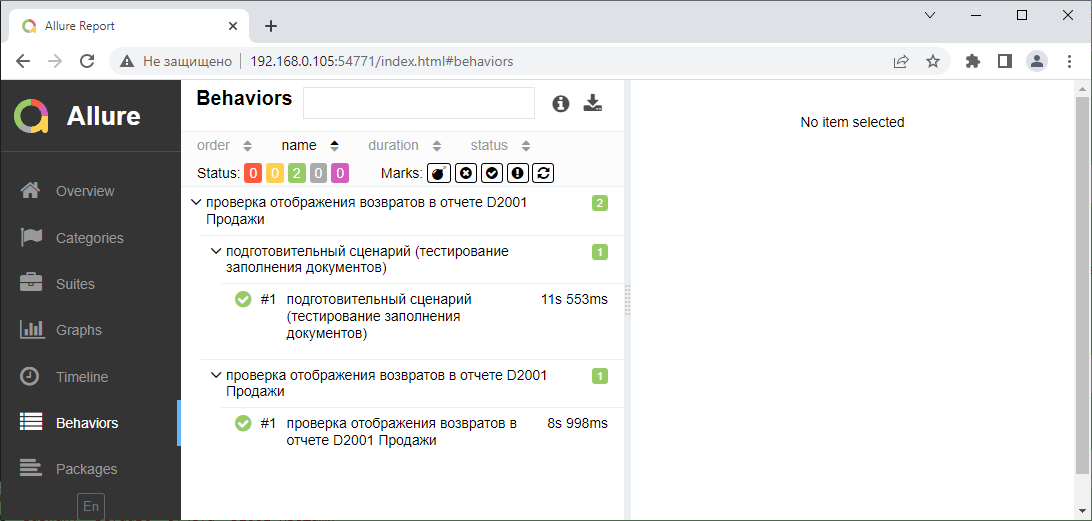 Allure Report
Не защищено | 192.168.0.105:54771/index.html#behaviors
Allure
Overview
Categories
Suites
Graphs
Timeline
Behaviors
Packages
En
Behaviors
order name duration status
Status: 0 0 2 0 0 Marks:
проверка отображения возвратов в отчете D2001 2
Продажи
подготовительный сценарий (тестирование 1
заполнения документов)
#1 подготовительный сценарий 11s 553ms
(тестирование заполнения
документов)
проверка отображения возвратов в отчете D2001 1
Продажи
#1 проверка отображения возвратов в 8s 998ms
отчете D2001 Продажи
No item selected